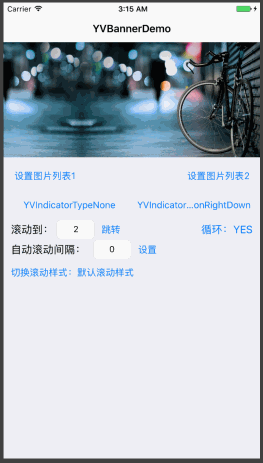 Carrier 3:15 AM
YVBannerDemo
设置图片列表1 设置图片列表2
YVIndicatorTypeNone YVIndicator...onRightDown
滚动到： 2 跳转 循环：YES
自动滚动间隔： 0 设置
切换滚动样式：默认滚动样式